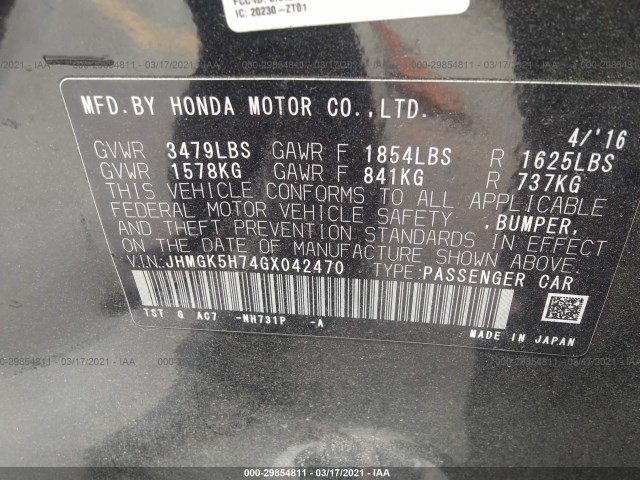 IC: 20230-ZT01
MFD.BY HONDA MOTOR CO.,LTD.
4/'16
GVWR 3479LBS GAWR F 1854LBS R 1625LBS
GVWR 1578KG GAWR F 841KG R 737KG
THIS VEHICLE CONFORMS TO ALL APPLICABLE
FEDERAL MOTOR VEHICLE SAFETY ,BUMPER,
AND THEFT PREVENTION STANDARDS IN EFFECT
ON THE DATE OF MANUFACTURE SHOWN ABOVE.
V.I.N.:JHMGK5H74GX042470 TYPE:PASSENGER CAR
TST G AC7 -NH731P -A
MADE IN JAPAN
000-29854811 - 03/17/2021 - IAA